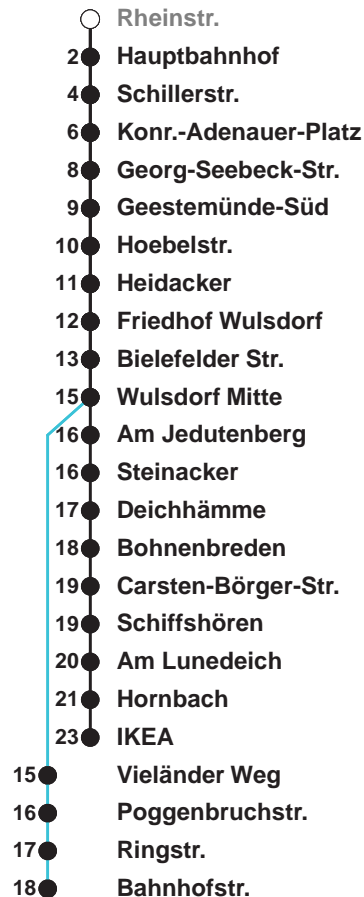 Rheinstr.
2 Hauptbahnhof
4 Schillerstr.
6 Konr.-Adenauer-Platz
8 Georg-Seebeck-Str.
9 Geestemünde-Süd
10 Hoebelstr.
11 Heidacker
12 Friedhof Wulsdorf
13 Bielefelder Str.
15 Wulsdorf Mitte
16 Am Jedutenberg
16 Steinacker
17 Deichhämme
18 Bohnenbreden
19 Carsten-Börger-Str.
19 Schiffshören
20 Am Lunedeich
21 Hornbach
23 IKEA
15 Vieländer Weg
16 Poggenbruchstr.
17 Ringstr.
18 Bahnhofstr.